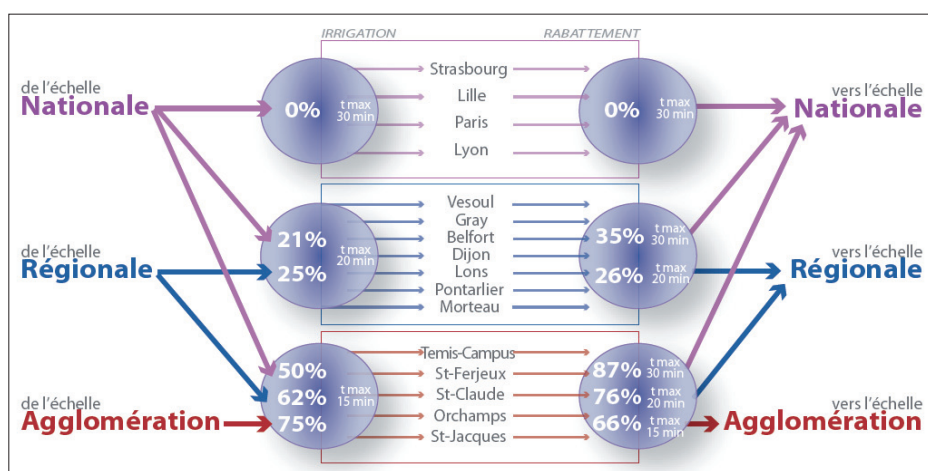 IRRIGATION
RABATTEMENT
de l'échelle
Nationale
0%
t max
30 min
Strasbourg
Lille
Paris
Lyon
0%
t max
30 min
vers l'échelle
Nationale
de l'échelle
Régionale
21%
25%
t max
20 min
Vesoul
Gray
Belfort
Dijon
Lons
Pontarlier
Morteau
35%
t max
30 min
26%
t max
20 min
vers l'échelle
Régionale
de l'échelle
Agglomération
50%
62%
75%
t max
15 min
Temis-Campus
St-Ferjeux
St-Claude
Orchamps
St-Jacques
87%
t max
30 min
76%
t max
20 min
66%
t max
15 min
vers l'échelle
Agglomération